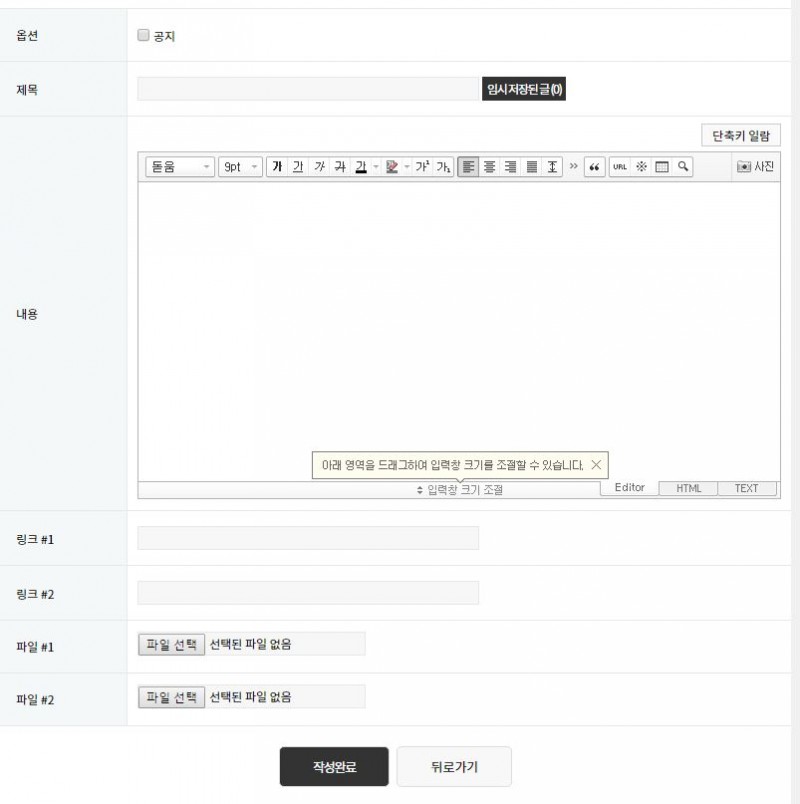 옵션 공지
제목 임시저장된글(0)
단축키 일람
돋움 9pt 가 가 가 가 가 가¹ 가₁ URL 사진
내용
아래 영역을 드래그하여 입력창 크기를 조절할 수 있습니다.
입력창 크기 조절 Editor HTML TEXT
링크 #1
링크 #2
파일 #1 파일 선택 선택된 파일 없음
파일 #2 파일 선택 선택된 파일 없음
작성완료 뒤로가기